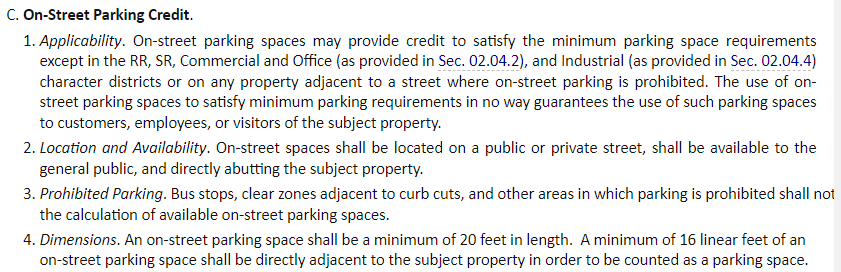 C. On-Street Parking Credit.
1. Applicability. On-street parking spaces may provide credit to satisfy the minimum parking space requirements
except in the RR, SR, Commercial and Office (as provided in Sec. 02.04.2), and Industrial (as provided in Sec. 02.04.4)
character districts or on any property adjacent to a street where on-street parking is prohibited. The use of on-
street parking spaces to satisfy minimum parking requirements in no way guarantees the use of such parking spaces
to customers, employees, or visitors of the subject property.
2. Location and Availability. On-street spaces shall be located on a public or private street, shall be available to the
general public, and directly abutting the subject property.
3. Prohibited Parking. Bus stops, clear zones adjacent to curb cuts, and other areas in which parking is prohibited shall not
the calculation of available on-street parking spaces.
4. Dimensions. An on-street parking space shall be a minimum of 20 feet in length. A minimum of 16 linear feet of an
on-street parking space shall be directly adjacent to the subject property in order to be counted as a parking space.